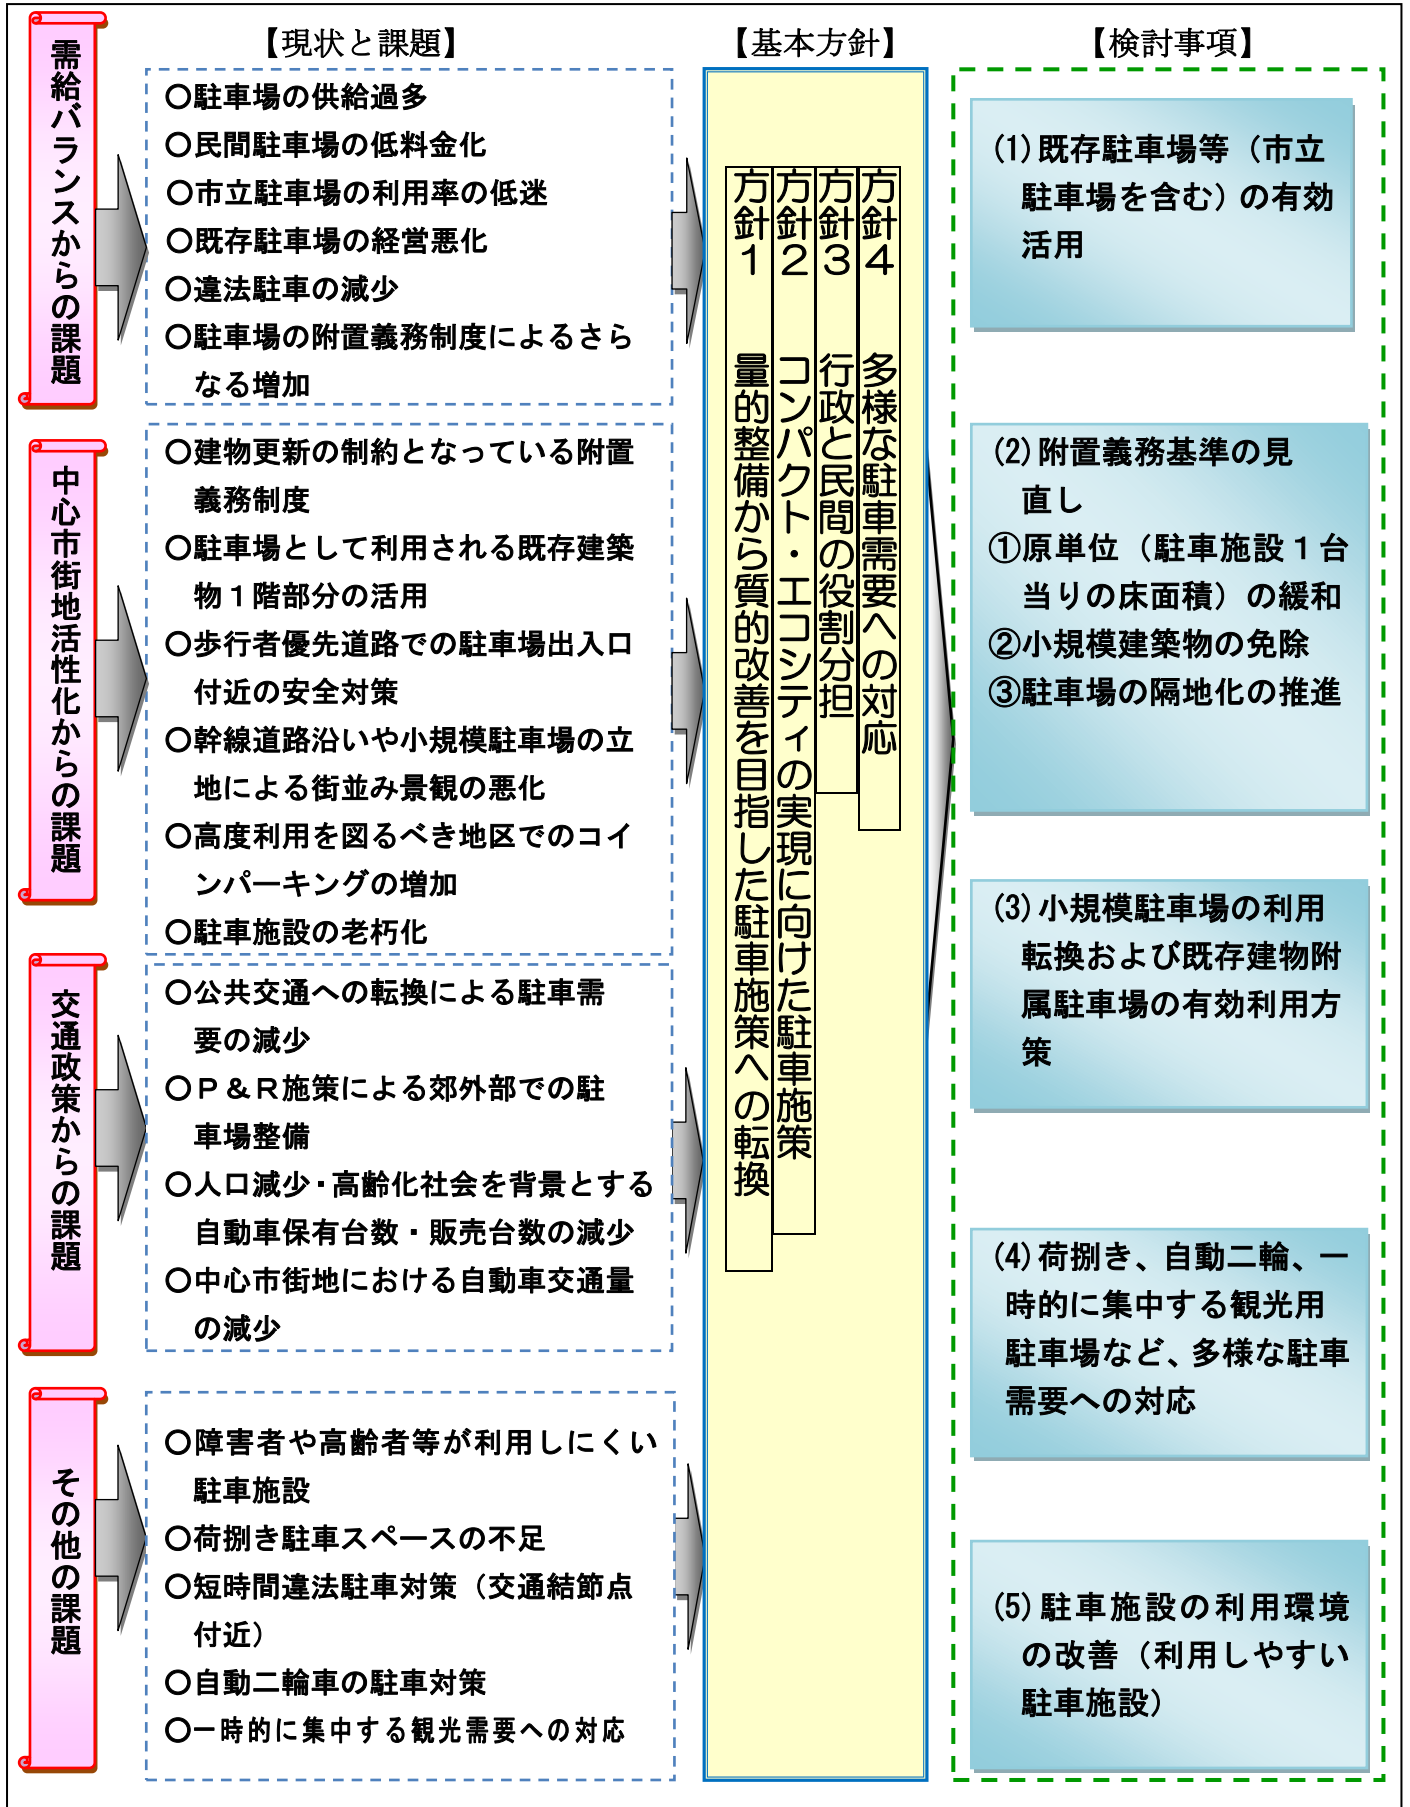 【現状と課題】
【基本方針】
【検討事項】
需給バランスからの課題
○駐車場の供給過多
○民間駐車場の低料金化
○市立駐車場の利用率の低迷
○既存駐車場の経営悪化
○違法駐車の減少
○駐車場の附置義務制度によるさら
なる増加
中心市街地活性化からの課題
○建物更新の制約となっている附置
義務制度
○駐車場として利用される既存建築
物１階部分の活用
○歩行者優先道路での駐車場出入口
付近の安全対策
○幹線道路沿いや小規模駐車場の立
地による街並み景観の悪化
○高度利用を図るべき地区でのコイ
ンパーキングの増加
○駐車施設の老朽化
交通政策からの課題
○公共交通への転換による駐車需
要の減少
○Ｐ＆Ｒ施策による郊外部での駐
車場整備
○人口減少・高齢化社会を背景とする
自動車保有台数・販売台数の減少
○中心市街地における自動車交通量
の減少
その他の課題
○障害者や高齢者等が利用しにくい
駐車施設
○荷捌き駐車スペースの不足
○短時間違法駐車対策（交通結節点
付近）
○自動二輪車の駐車対策
○一時的に集中する観光需要への対応
方針１　量的整備から質的改善を目指した駐車施策への転換
方針２　コンパクト・エコシティの実現に向けた駐車施策
方針３　行政と民間の役割分担
方針４　多様な駐車需要への対応
(1)既存駐車場等（市立
駐車場を含む）の有効
活用
(2)附置義務基準の見
直し
①原単位（駐車施設１台
当りの床面積）の緩和
②小規模建築物の免除
③駐車場の隔地化の推進
(3)小規模駐車場の利用
転換および既存建物附
属駐車場の有効利用方
策
(4)荷捌き、自動二輪、一
時的に集中する観光用
駐車場など、多様な駐車
需要への対応
(5)駐車施設の利用環境
の改善（利用しやすい
駐車施設）